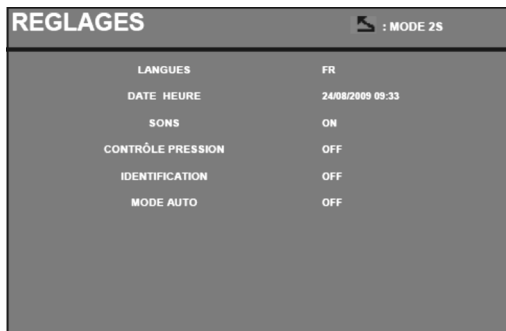 REGLAGES : MODE 2S
LANGUES FR
DATE HEURE 24/08/2009 09:33
SONS ON
CONTRÔLE PRESSION OFF
IDENTIFICATION OFF
MODE AUTO OFF